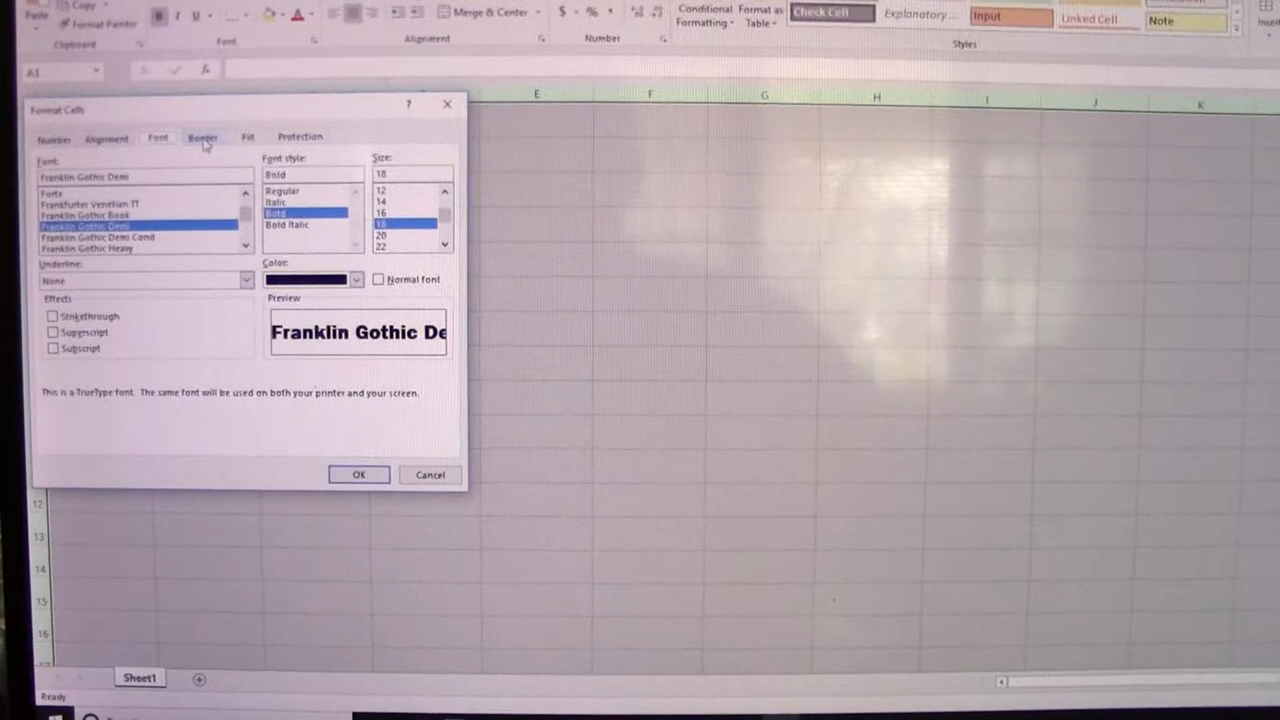 Paste
Copy
Format Painter
Clipboard
B I U
Font
Merge & Center
Alignment
$ % ,
Number
Conditional
Formatting
Format as
Table
Check Cell
Explanatory...
Input
Linked Cell
Note
Styles
A1
fx
E F G H I J K
Format Cells
? ×
Number Alignment Font Border Fill Protection
Font:
Franklin Gothic Demi
Forte
Frankfurter Venetian TT
Franklin Gothic Book
Franklin Gothic Demi
Franklin Gothic Demi Cond
Franklin Gothic Heavy
Font style:
Bold
Regular
Italic
Bold
Bold Italic
Size:
18
12
14
16
18
20
22
Underline:
None
Color:
Normal font
Effects
Strikethrough
Superscript
Subscript
Preview
Franklin Gothic De
This is a TrueType font. The same font will be used on both your printer and your screen.
OK Cancel
12
13
14
15
16
Sheet1
Ready